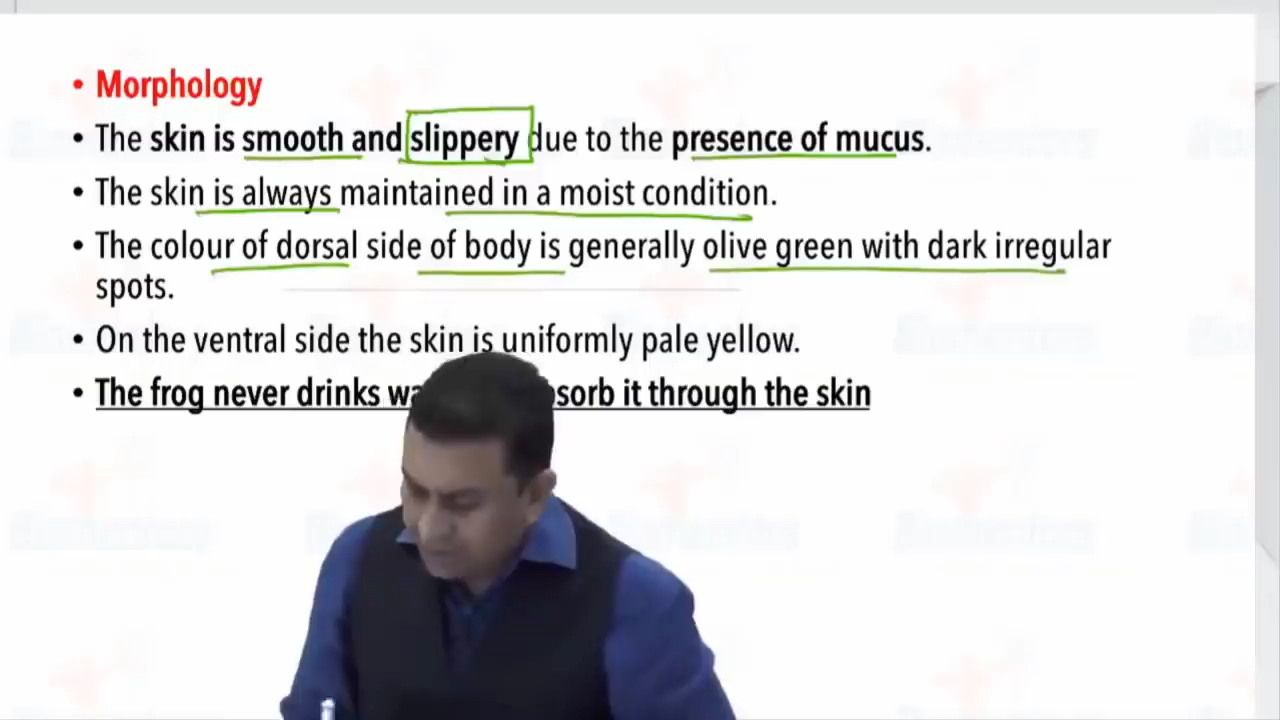 • Morphology
• The skin is smooth and slippery due to the presence of mucus.
• The skin is always maintained in a moist condition.
• The colour of dorsal side of body is generally olive green with dark irregular
spots.
• On the ventral side the skin is uniformly pale yellow.
• The frog never drinks it through the skin